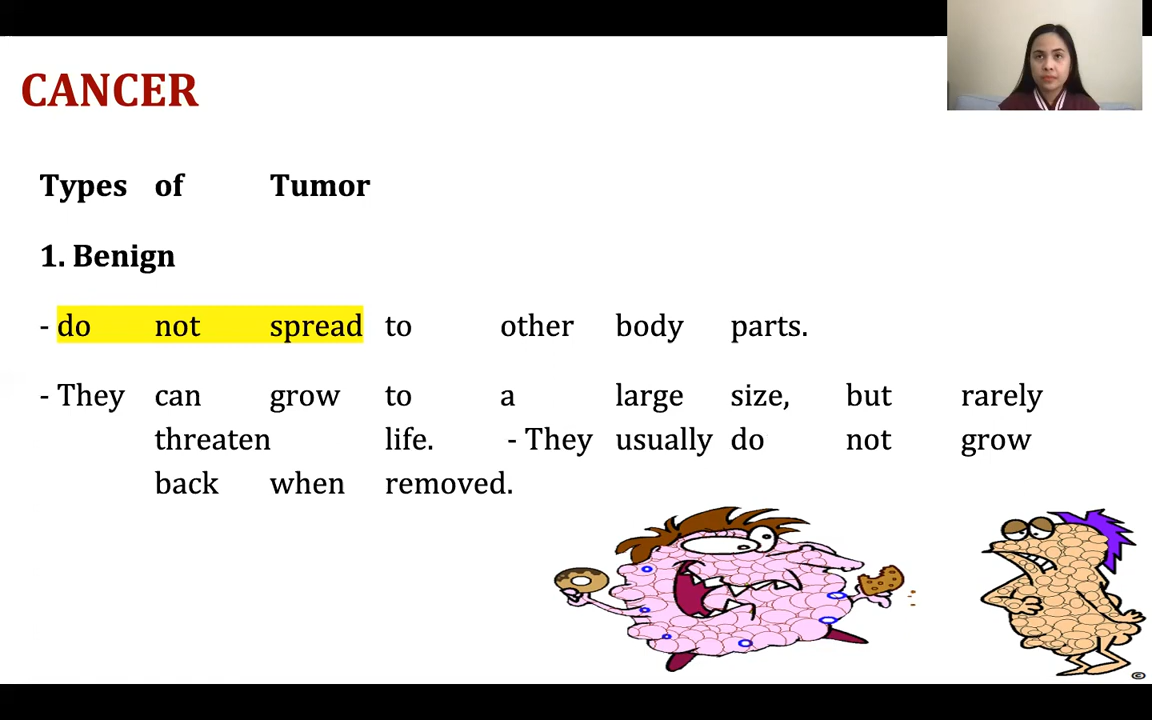 CANCER
Types of Tumor
1. Benign
- do not spread to other body parts.
- They can grow to a large size, but rarely
threaten life. - They usually do not grow
back when removed.
©